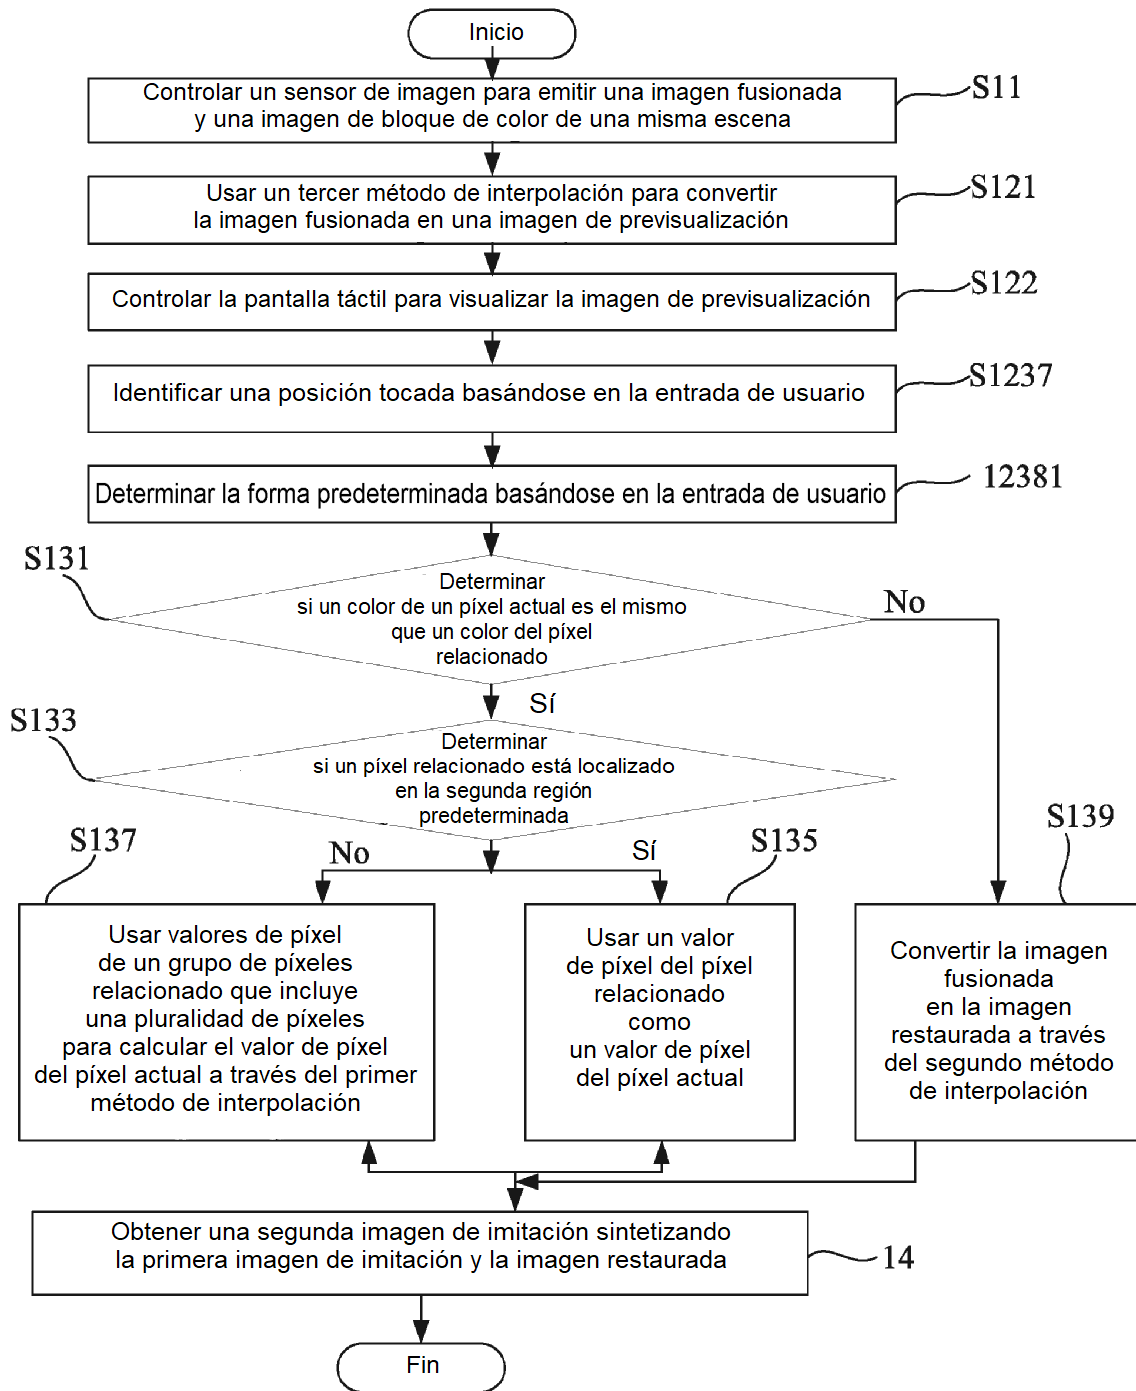 Inicio
Controlar un sensor de imagen para emitir una imagen fusionada
y una imagen de bloque de color de una misma escena
S11
Usar un tercer método de interpolación para convertir
la imagen fusionada en una imagen de previsualización
S121
Controlar la pantalla táctil para visualizar la imagen de previsualización
S122
Identificar una posición tocada basándose en la entrada de usuario
S1237
Determinar la forma predeterminada basándose en la entrada de usuario
12381
S131
Determinar
si un color de un píxel actual es el mismo
que un color del píxel
relacionado
No
Sí
S133
Determinar
si un píxel relacionado está localizado
en la segunda región
predeterminada
S137
No
Sí
S135
S139
Usar valores de píxel
de un grupo de píxeles
relacionado que incluye
una pluralidad de píxeles
para calcular el valor de píxel
del píxel actual a través del primer
método de interpolación
Usar un valor
de píxel del píxel
relacionado
como
un valor de píxel
del píxel actual
Convertir la imagen
fusionada
en la imagen
restaurada a través
del segundo método
de interpolación
Obtener una segunda imagen de imitación sintetizando
la primera imagen de imitación y la imagen restaurada
14
Fin